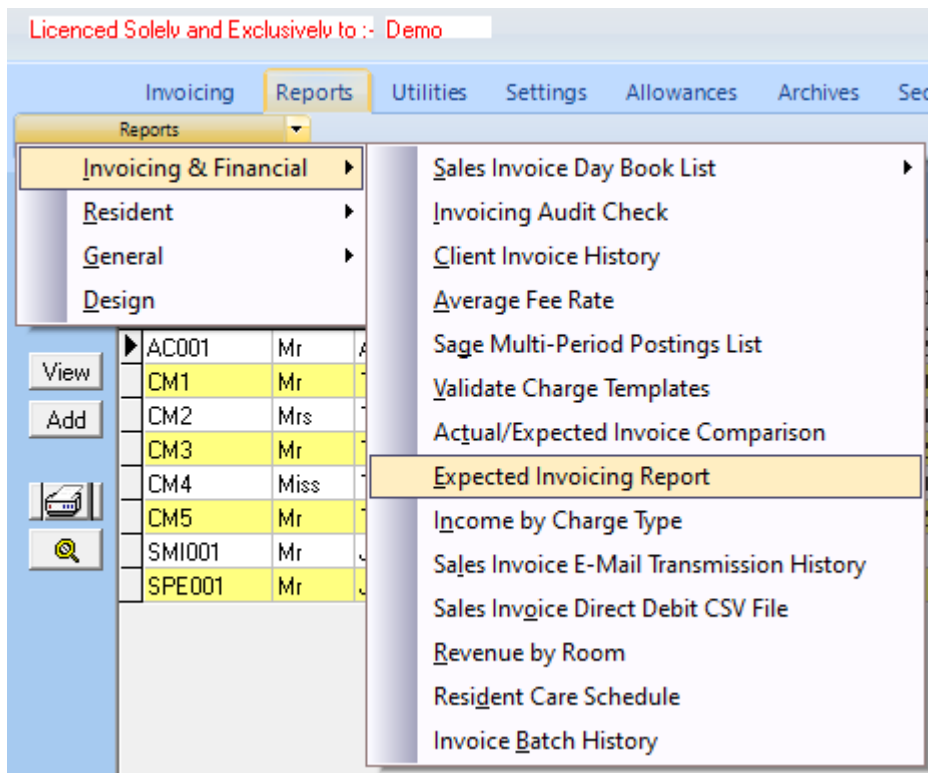 Licenced Solely and Exclusively to :- Demo
Invoicing Reports Utilities Settings Allowances Archives
Reports
Invoicing & Financial
Resident
General
Design
Sales Invoice Day Book List
Invoicing Audit Check
Client Invoice History
Average Fee Rate
Sage Multi-Period Postings List
Validate Charge Templates
Actual/Expected Invoice Comparison
Expected Invoicing Report
Income by Charge Type
Sales Invoice E-Mail Transmission History
Sales Invoice Direct Debit CSV File
Revenue by Room
Resident Care Schedule
Invoice Batch History
View
Add
AC001 Mr
CM1 Mr
CM2 Mrs
CM3 Mr
CM4 Miss
CM5 Mr
SMI001 Mr
SPE001 Mr